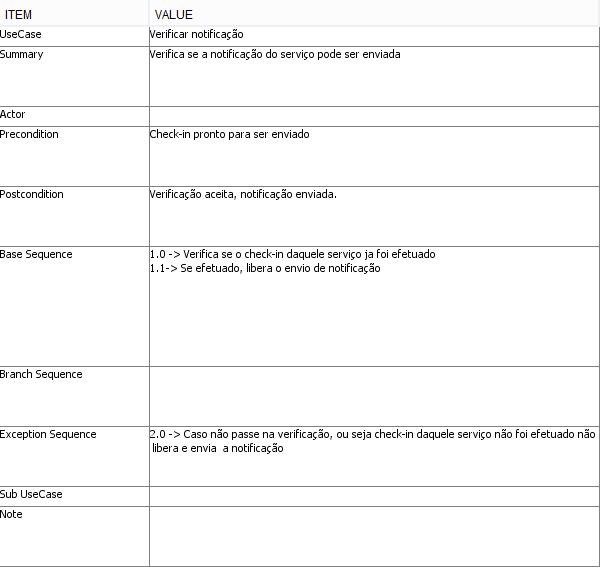 ITEM VALUE
UseCase Verificar notificação
Summary Verifica se a notificação do serviço pode ser enviada
Actor
Precondition Check-in pronto para ser enviado
Postcondition Verificação aceita, notificação enviada.
Base Sequence 1.0 -> Verifica se o check-in daquele serviço ja foi efetuado
1.1-> Se efetuado, libera o envio de notificação
Branch Sequence
Exception Sequence 2.0 -> Caso não passe na verificação, ou seja check-in daquele serviço não foi efetuado não
libera e envia a notificação
Sub UseCase
Note